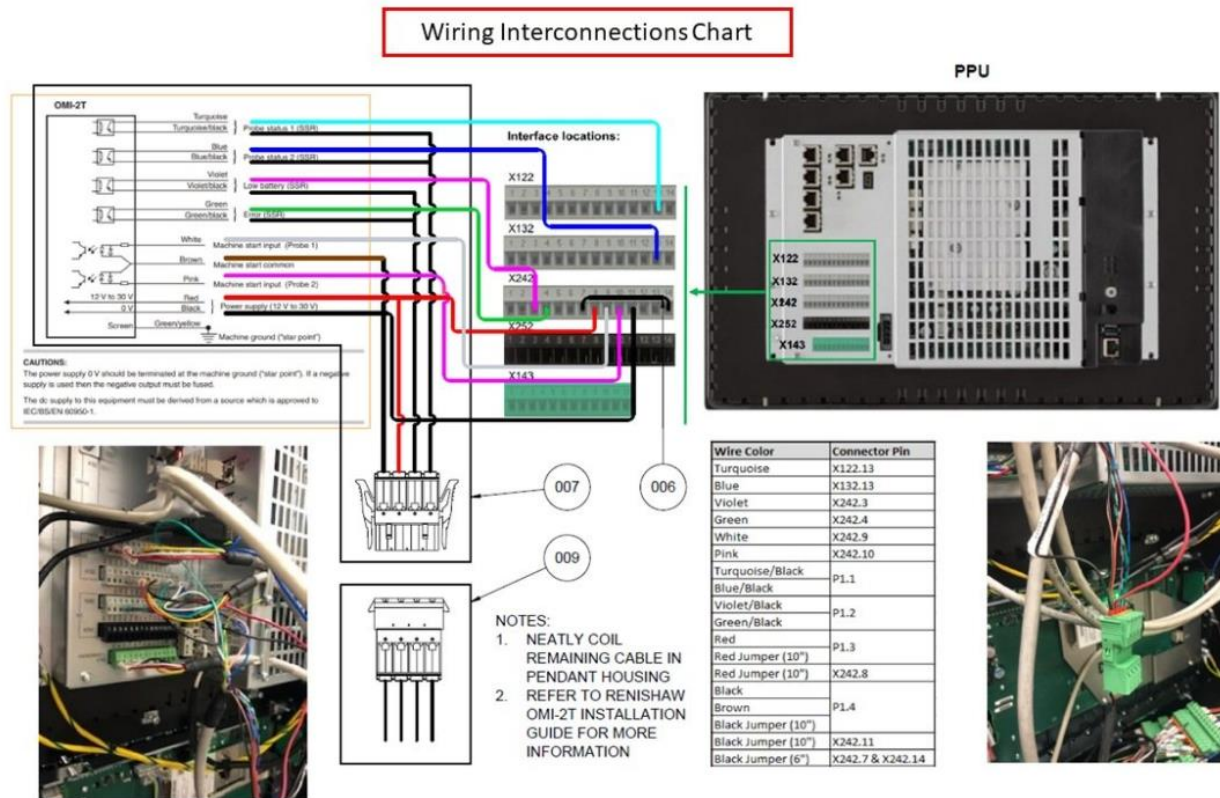 Wiring Interconnections Chart
PPU
OMI-2T
Turquoise
Turquoise/black
Probe status 1 (SSR)
Blue
Blue/black
Probe status 2 (SSR)
Violet
Violet/black
Low battery (SSR)
Green
Green/black
Error (SSR)
White
Machine start input (Probe 1)
Brown
Machine start common
Pink
Machine start input (Probe 2)
12 V to 30 V
Red
0 V
Black
Power supply (12 V to 30 V)
Screen
Green/yellow
Machine ground ("star point")
CAUTIONS:
The power supply 0 V should be terminated at the machine ground ("star point"). If a negative
supply is used then the negative output must be fused.
The dc supply to this equipment must be derived from a source which is approved to
IEC/BS/EN 60950-1.
Interface locations:
X122
X132
X242
X252
X143
X122
X132
X242
X252
X143
007
006
009
NOTES:
1. NEATLY COIL
REMAINING CABLE IN
PENDANT HOUSING
2. REFER TO RENISHAW
OMI-2T INSTALLATION
GUIDE FOR MORE
INFORMATION
Wire Color Connector Pin
Turquoise X122.13
Blue X132.13
Violet X242.3
Green X242.4
White X242.9
Pink X242.10
Turquoise/Black
P1.1
Blue/Black
Violet/Black
P1.2
Green/Black
Red
P1.3
Red Jumper (10")
Red Jumper (10") X242.8
Black
Brown P1.4
Black Jumper (10")
Black Jumper (10") X242.11
Black Jumper (6") X242.7 & X242.14